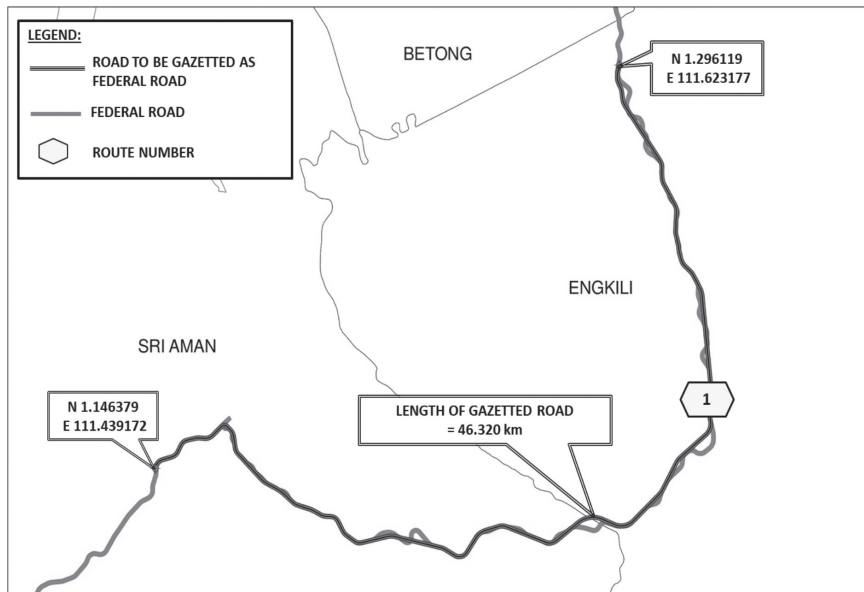 LEGEND:
ROAD TO BE GAZETTED AS
FEDERAL ROAD
FEDERAL ROAD
ROUTE NUMBER
BETONG
N 1.296119
E 111.623177
ENGKILI
SRI AMAN
N 1.146379
E 111.439172
LENGTH OF GAZETTED ROAD
= 46.320 km
1